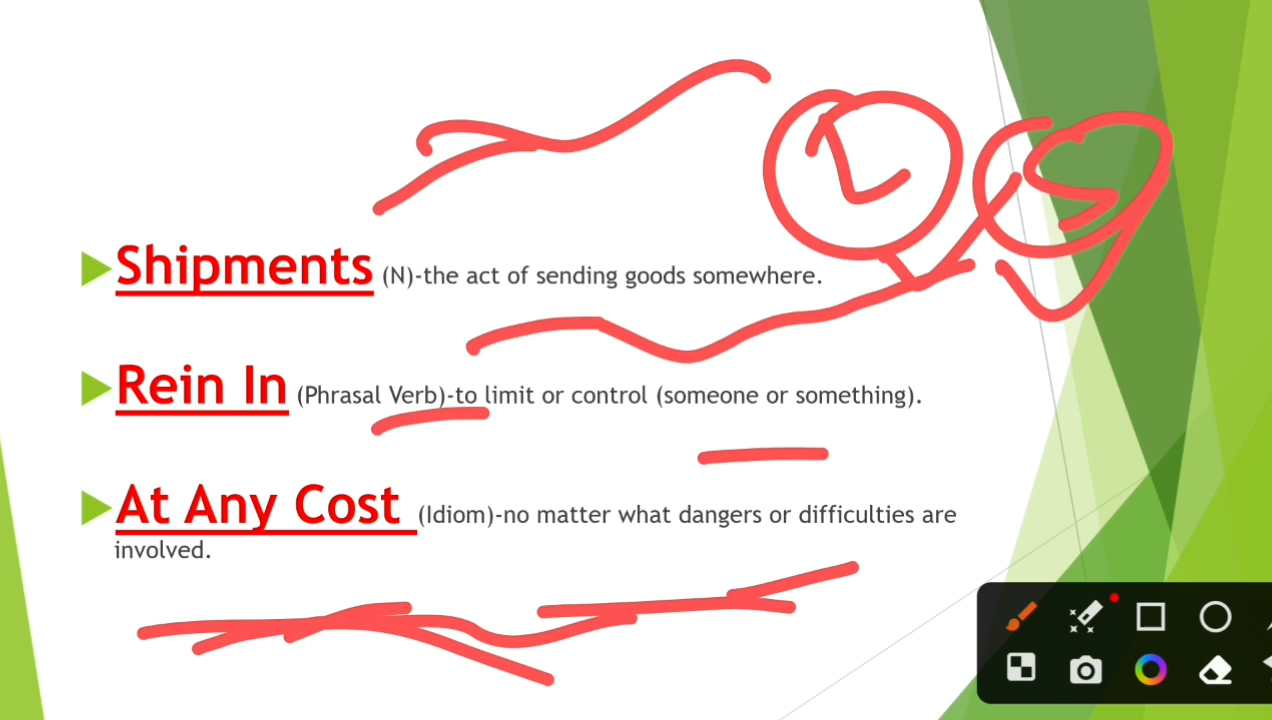 Shipments (N)-the act of sending goods somewhere.
Rein In (Phrasal Verb)-to limit or control (someone or something).
At Any Cost (Idiom)-no matter what dangers or difficulties are
involved.